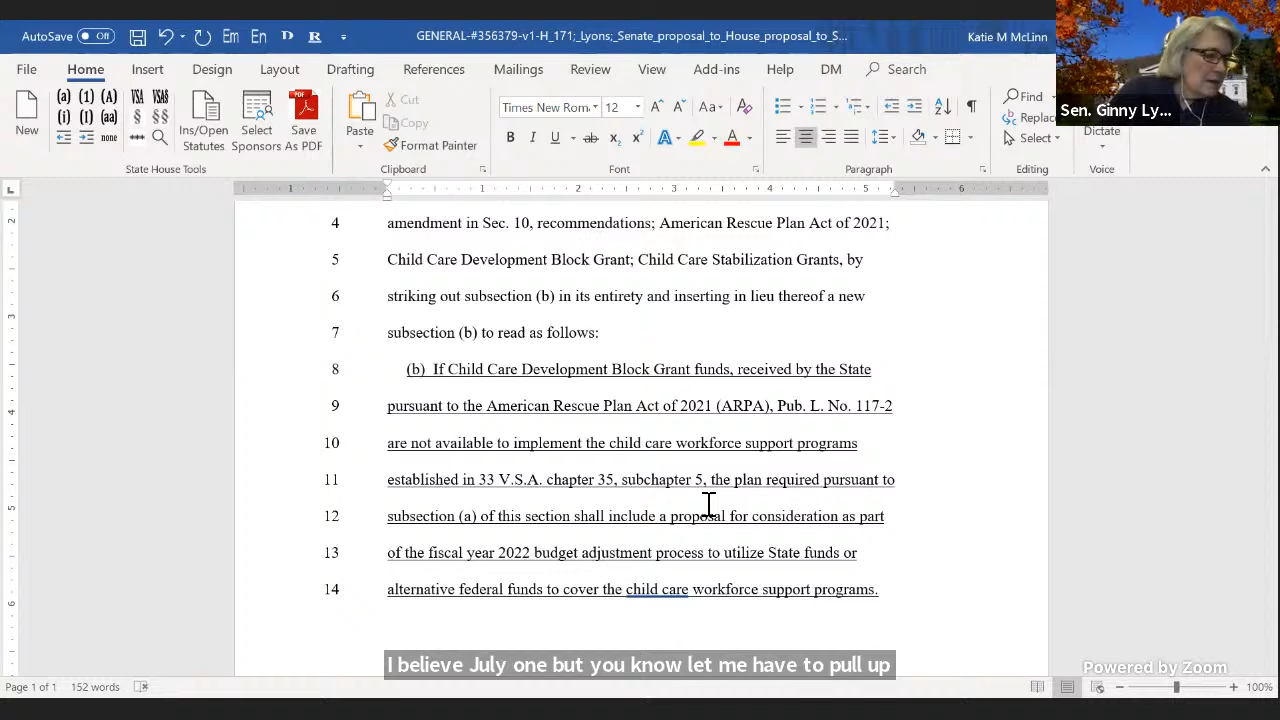 AutoSave Off Em En D R GENERAL-#356379-v1-H_171;_Lyons;_Senate_proposal_to_House_proposal_to_S... Katie M McLinn
File Home Insert Design Layout Drafting References Mailings Review View Add-ins Help DM Search
Sen. Ginny Ly...
New
(a) (1) (A)
(i) (I) (aa) none
VSA VSAS
§ §
Ins/Open Statutes
Select Sponsors
Save As PDF
State House Tools
Paste
Cut
Copy
Format Painter
Clipboard
Times New Rom 12
Font
Paragraph
Find
Replace
Select
Editing
Dictate
Voice
4 amendment in Sec. 10, recommendations; American Rescue Plan Act of 2021;
5 Child Care Development Block Grant; Child Care Stabilization Grants, by
6 striking out subsection (b) in its entirety and inserting in lieu thereof a new
7 subsection (b) to read as follows:
8 (b) If Child Care Development Block Grant funds, received by the State
9 pursuant to the American Rescue Plan Act of 2021 (ARPA), Pub. L. No. 117-2
10 are not available to implement the child care workforce support programs
11 established in 33 V.S.A. chapter 35, subchapter 5, the plan required pursuant to
12 subsection (a) of this section shall include a proposal for consideration as part
13 of the fiscal year 2022 budget adjustment process to utilize State funds or
14 alternative federal funds to cover the child care workforce support programs.
I believe July one but you know let me have to pull up
Powered by Zoom
Page 1 of 1 152 words 100%